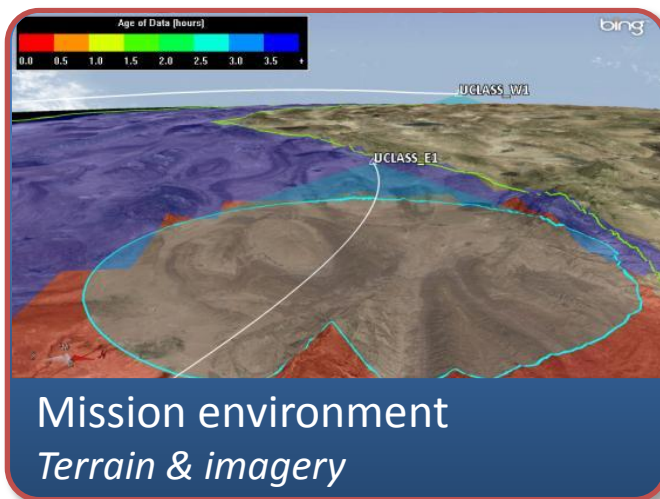 Age of Data [hours]
0.0 0.5 1.0 1.5 2.0 2.5 3.0 3.5 +
bing
UCLASS_W1
UCLASS_E1
Mission environment
Terrain & imagery